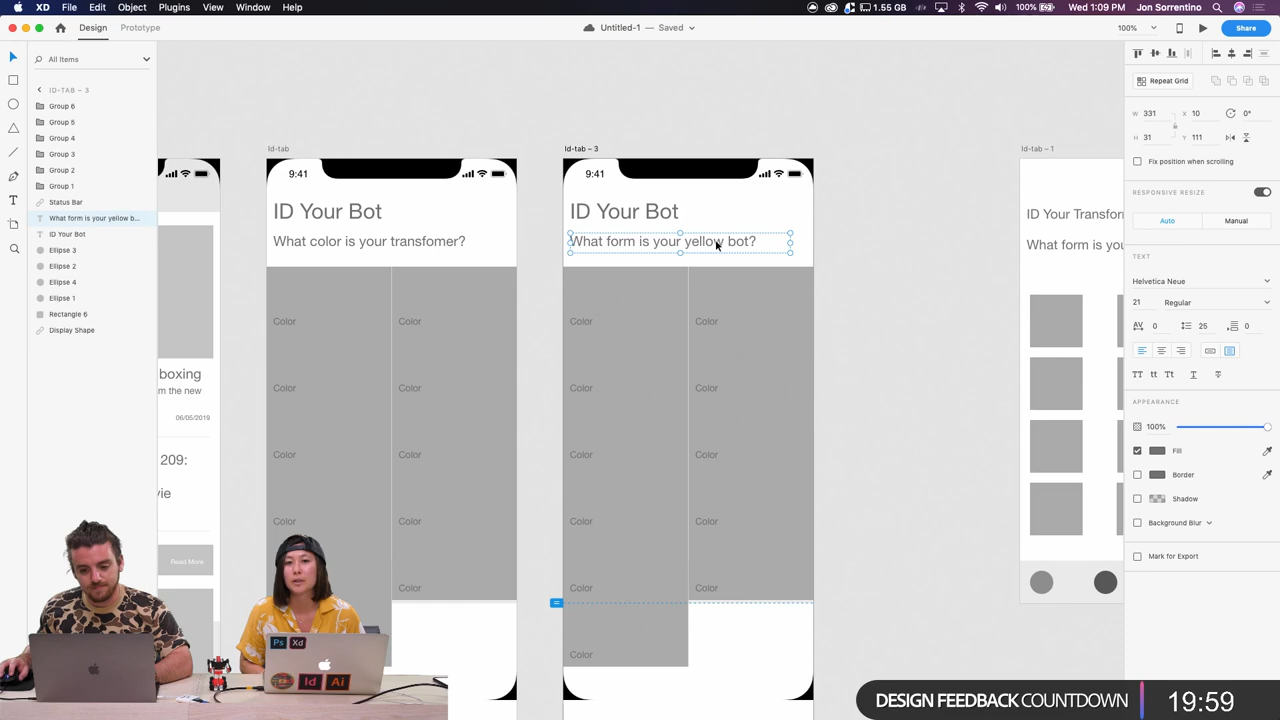 XD File Edit Object Plugins View Window Help
1.55 GB 100% Wed 1:09 PM Jon Sorrentino
Design Prototype
Untitled-1 — Saved
100%
Share
All Items
ID-TAB – 3
Group 6
Group 5
Group 4
Group 3
Group 2
Group 1
Status Bar
What form is your yellow b...
ID Your Bot
Ellipse 3
Ellipse 2
Ellipse 4
Ellipse 1
Rectangle 6
Display Shape
boxing
m the new
06/05/2019
209:
vie
Read More
Id-tab
9:41
ID Your Bot
What color is your transfomer?
Color Color
Color Color
Color Color
Color Color
Color
Id-tab – 3
9:41
ID Your Bot
What form is your yellow bot?
Color Color
Color Color
Color Color
Color Color
Color Color
Color
Id-tab – 1
ID Your Transfor
What form is you
Repeat Grid
W 331 X 10 0°
H 31 Y 111
Fix position when scrolling
RESPONSIVE RESIZE
Auto Manual
TEXT
Helvetica Neue
21 Regular
AV 0 25 0
TT tt Tt T T
APPEARANCE
100%
Fill
Border
Shadow
Background Blur
Mark for Export
Ps Xd
Id Ai
DESIGN FEEDBACK COUNTDOWN 19:59